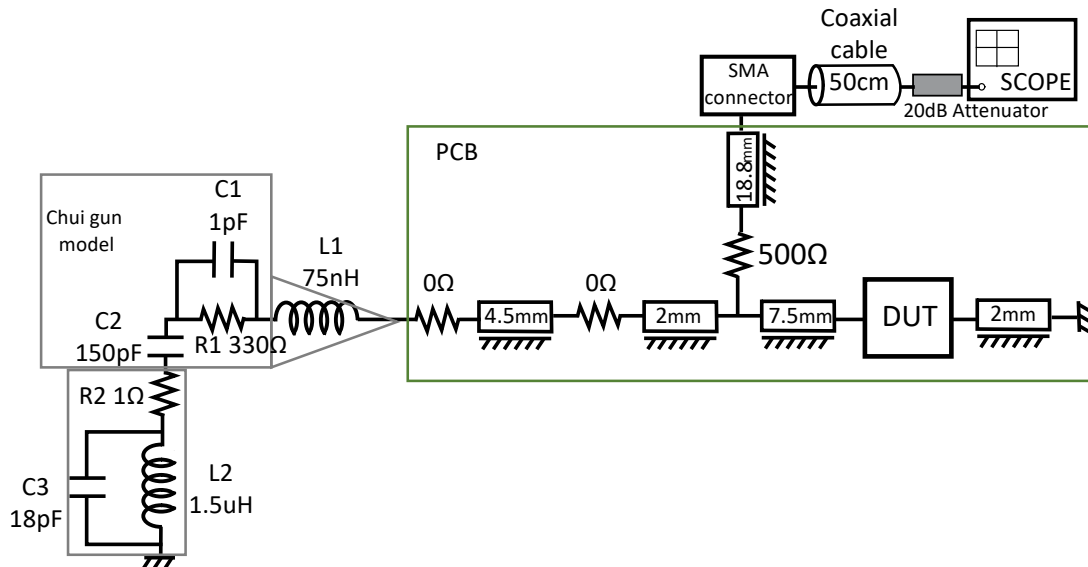 Coaxial
cable
50cm
SMA
connector
SCOPE
20dB Attenuator
PCB
18.8mm
500Ω
Chui gun
model
C1
1pF
L1
75nH
R1 330Ω
C2
150pF
0Ω
4.5mm
0Ω
2mm
7.5mm
DUT
2mm
R2 1Ω
C3
18pF
L2
1.5uH